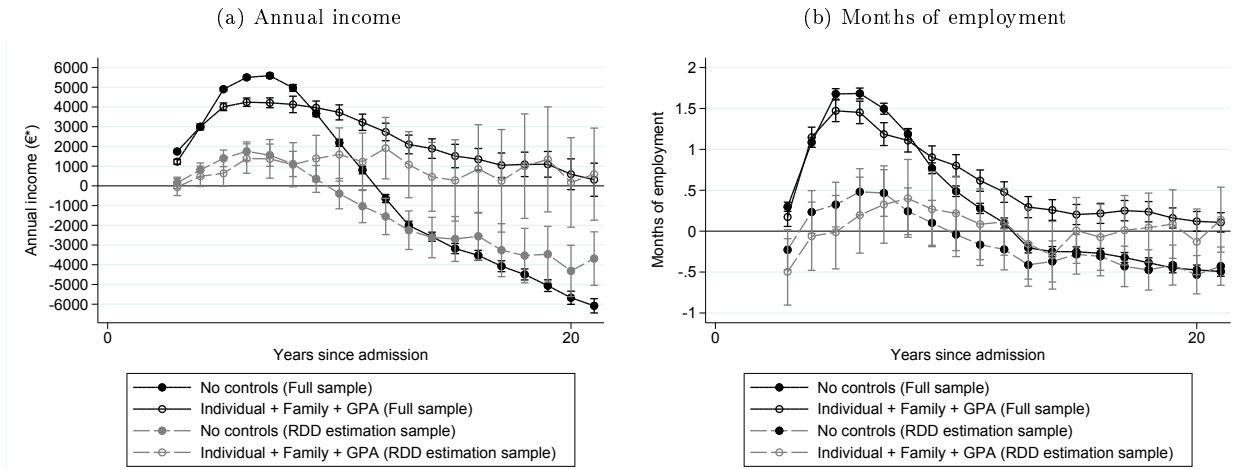 (a) Annual income
(b) Months of employment
6000
5000
4000
3000
2000
1000
0
-1000
-2000
-3000
-4000
-5000
-6000
Annual income (€*)
0
20
Years since admission
No controls (Full sample)
Individual + Family + GPA (Full sample)
No controls (RDD estimation sample)
Individual + Family + GPA (RDD estimation sample)
2
1.5
1
.5
0
-.5
-1
Months of employment
0
20
Years since admission
No controls (Full sample)
Individual + Family + GPA (Full sample)
No controls (RDD estimation sample)
Individual + Family + GPA (RDD estimation sample)